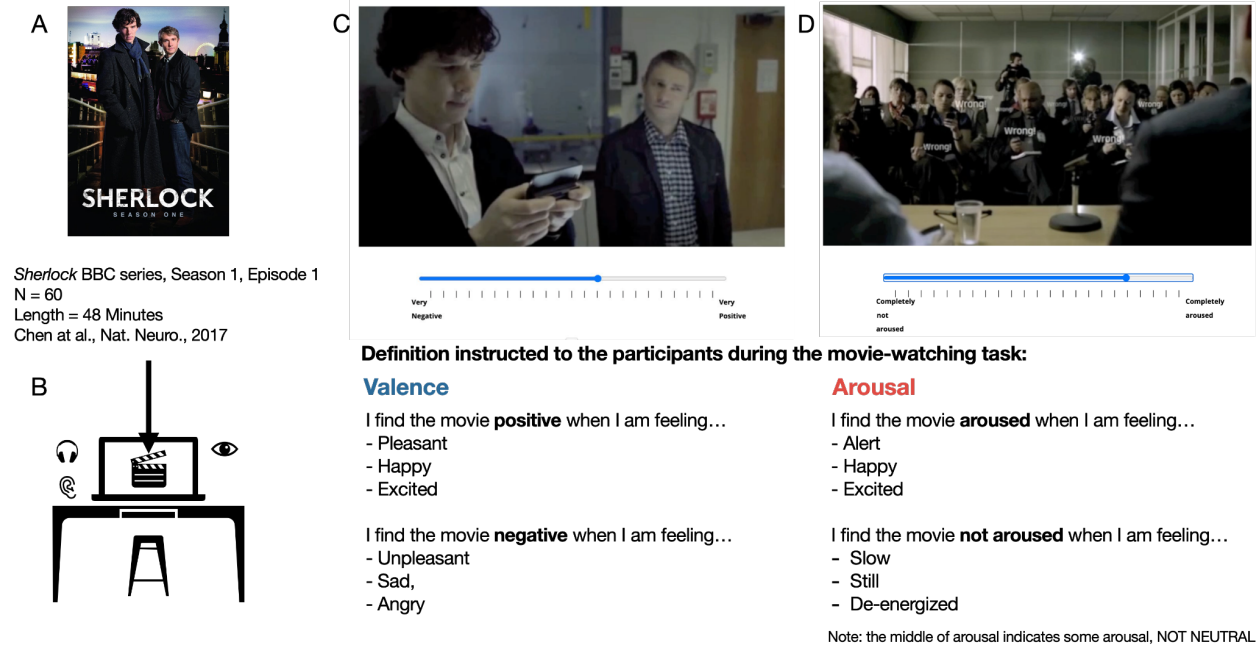 A
SHERLOCK
SEASON ONE
Sherlock BBC series, Season 1, Episode 1
N = 60
Length = 48 Minutes
Chen at al., Nat. Neuro., 2017
B
C
Very
Negative
Very
Positive
D
Wrong!
Wrong!
Wrong!
Wrong!
Wrong!
Completely
not
aroused
Completely
aroused
Definition instructed to the participants during the movie-watching task:
Valence
I find the movie positive when I am feeling…
- Pleasant
- Happy
- Excited
I find the movie negative when I am feeling…
- Unpleasant
- Sad,
- Angry
Arousal
I find the movie aroused when I am feeling…
- Alert
- Happy
- Excited
I find the movie not aroused when I am feeling…
- Slow
- Still
- De-energized
Note: the middle of arousal indicates some arousal, NOT NEUTRAL